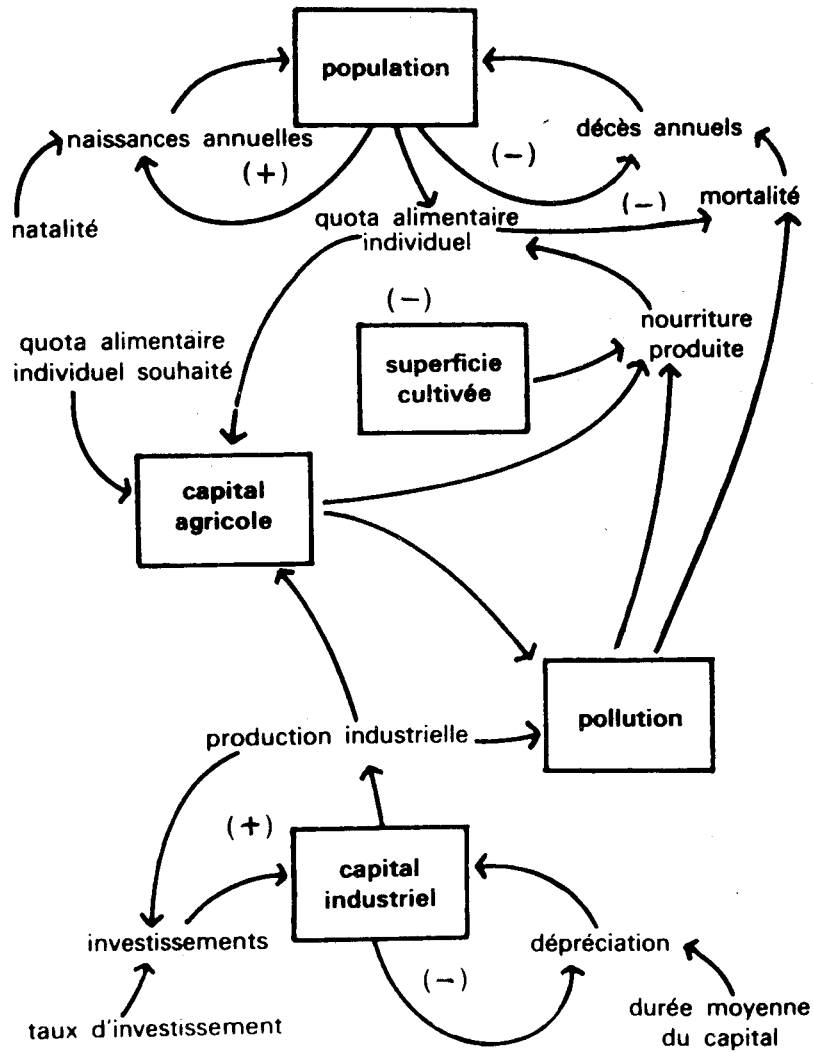 population
naissances annuelles
décès annuels
(+)
(-)
mortalité
(-)
natalité
quota alimentaire
individuel
(-)
nourriture
produite
quota alimentaire
individuel souhaité
superficie
cultivée
capital
agricole
pollution
production industrielle
(+)
capital
industriel
investissements
dépréciation
(-)
taux d'investissement
durée moyenne
du capital